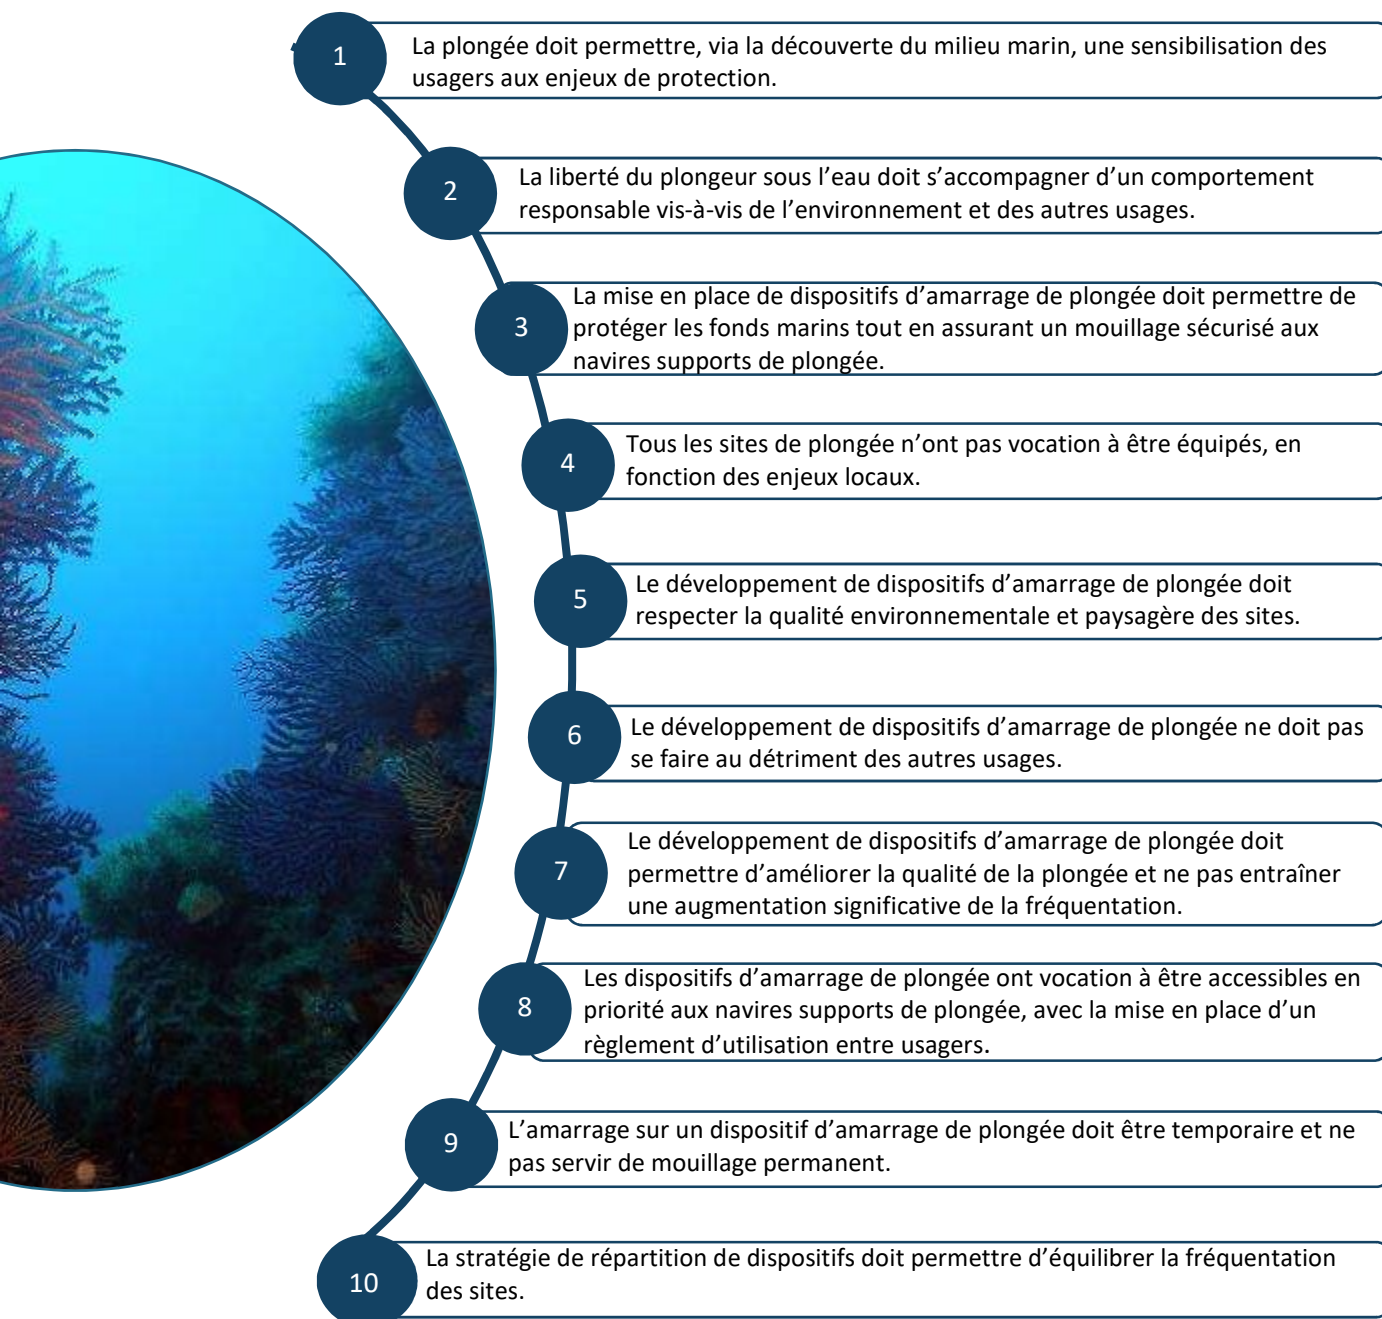 1
La plongée doit permettre, via la découverte du milieu marin, une sensibilisation des
usagers aux enjeux de protection.
2
La liberté du plongeur sous l’eau doit s’accompagner d’un comportement
responsable vis-à-vis de l’environnement et des autres usages.
3
La mise en place de dispositifs d’amarrage de plongée doit permettre de
protéger les fonds marins tout en assurant un mouillage sécurisé aux
navires supports de plongée.
4
Tous les sites de plongée n’ont pas vocation à être équipés, en
fonction des enjeux locaux.
5
Le développement de dispositifs d’amarrage de plongée doit
respecter la qualité environnementale et paysagère des sites.
6
Le développement de dispositifs d’amarrage de plongée ne doit pas
se faire au détriment des autres usages.
7
Le développement de dispositifs d’amarrage de plongée doit
permettre d’améliorer la qualité de la plongée et ne pas entraîner
une augmentation significative de la fréquentation.
8
Les dispositifs d’amarrage de plongée ont vocation à être accessibles en
priorité aux navires supports de plongée, avec la mise en place d’un
règlement d’utilisation entre usagers.
9
L’amarrage sur un dispositif d’amarrage de plongée doit être temporaire et ne
pas servir de mouillage permanent.
10
La stratégie de répartition de dispositifs doit permettre d’équilibrer la fréquentation
des sites.